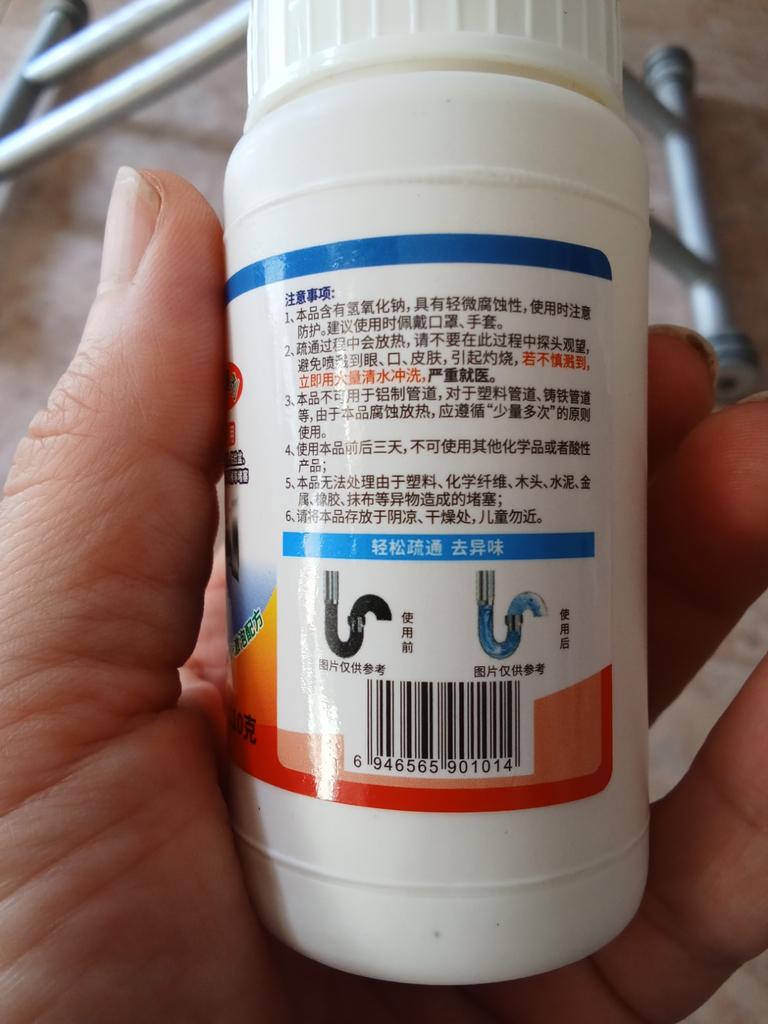 注意事项:
1、本品含有氢氧化钠,具有轻微腐蚀性,使用时注意
防护。建议使用时佩戴口罩、手套。
2、疏通过程中会放热,请不要在此过程中探头观望,
避免喷溅到眼、口、皮肤,引起灼烧,若不慎溅到,
立即用大量清水冲洗,严重就医。
3、本品不可用于铝制管道,对于塑料管道、铸铁管道
等,由于本品腐蚀放热,应遵循“少量多次”的原则
使用。
4、使用本品前后三天,不可使用其他化学品或者酸性
产品;
5、本品无法处理由于塑料、化学纤维、木头、水泥、金
属、橡胶、抹布等异物造成的堵塞;
6、请将本品存放于阴凉、干燥处,儿童勿近。
轻松疏通 去异味
使用前
使用后
图片仅供参考
图片仅供参考
配方
0克
6 946565 901014